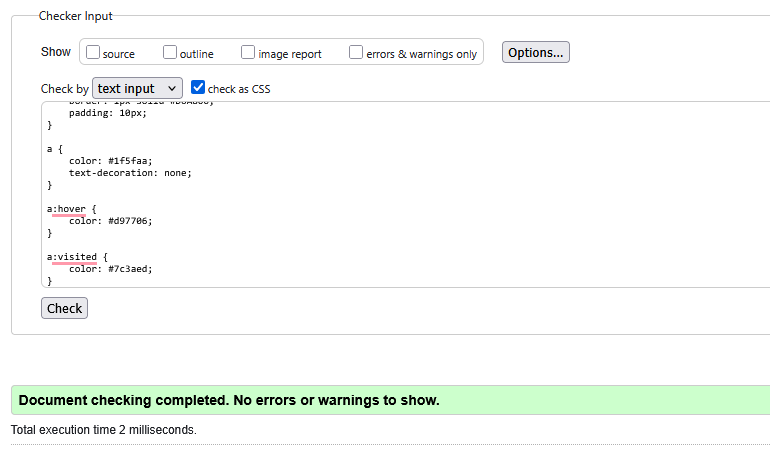 Checker Input
Show source outline image report errors & warnings only Options...
Check by text input check as CSS
padding: 10px;
}
a {
color: #1f5faa;
text-decoration: none;
}
a:hover {
color: #d97706;
}
a:visited {
color: #7c3aed;
}
Check
Document checking completed. No errors or warnings to show.
Total execution time 2 milliseconds.